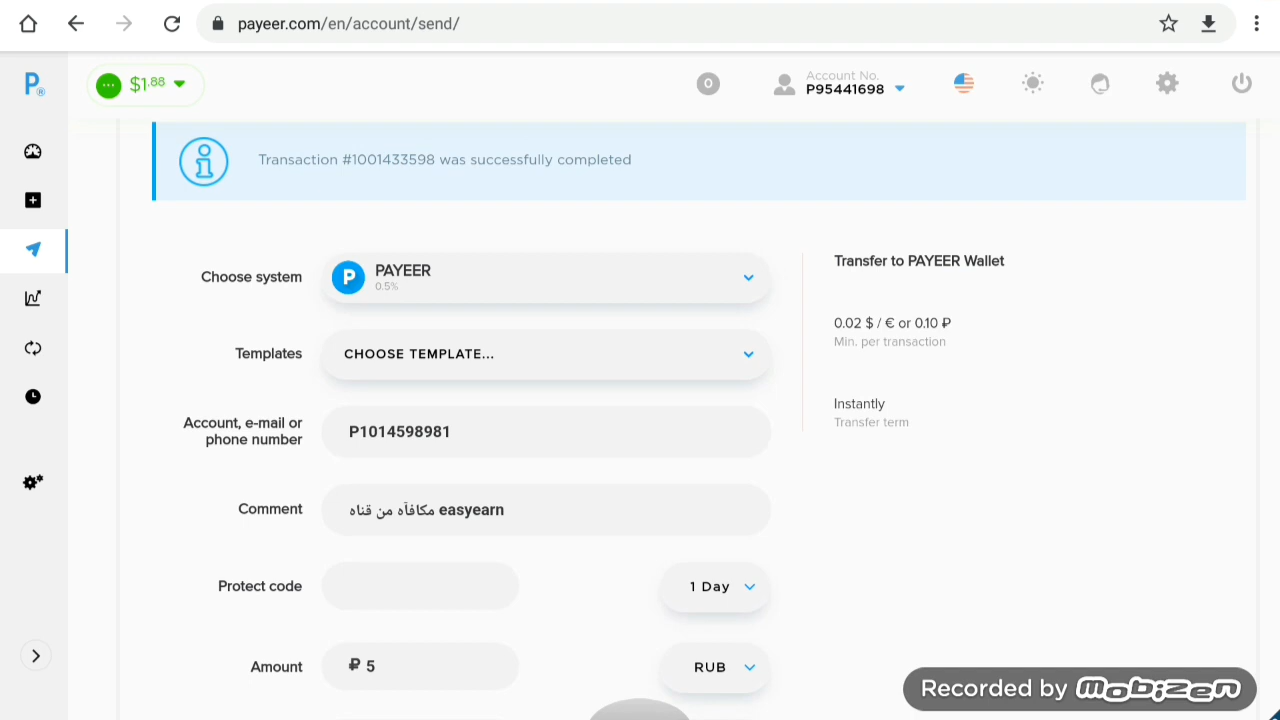 payeer.com/en/account/send/
P®
$1.88
0
Account No.
P95441698
Transaction #1001433598 was successfully completed
Choose system
P
PAYEER
0.5%
Transfer to PAYEER Wallet
0.02 $ / € or 0.10 ₽
Min. per transaction
Templates
CHOOSE TEMPLATE...
Instantly
Transfer term
Account, e-mail or
phone number
P1014598981
Comment
مكافآه من قناه easyearn
Protect code
1 Day
Amount
₽ 5
RUB
Recorded by mobizen